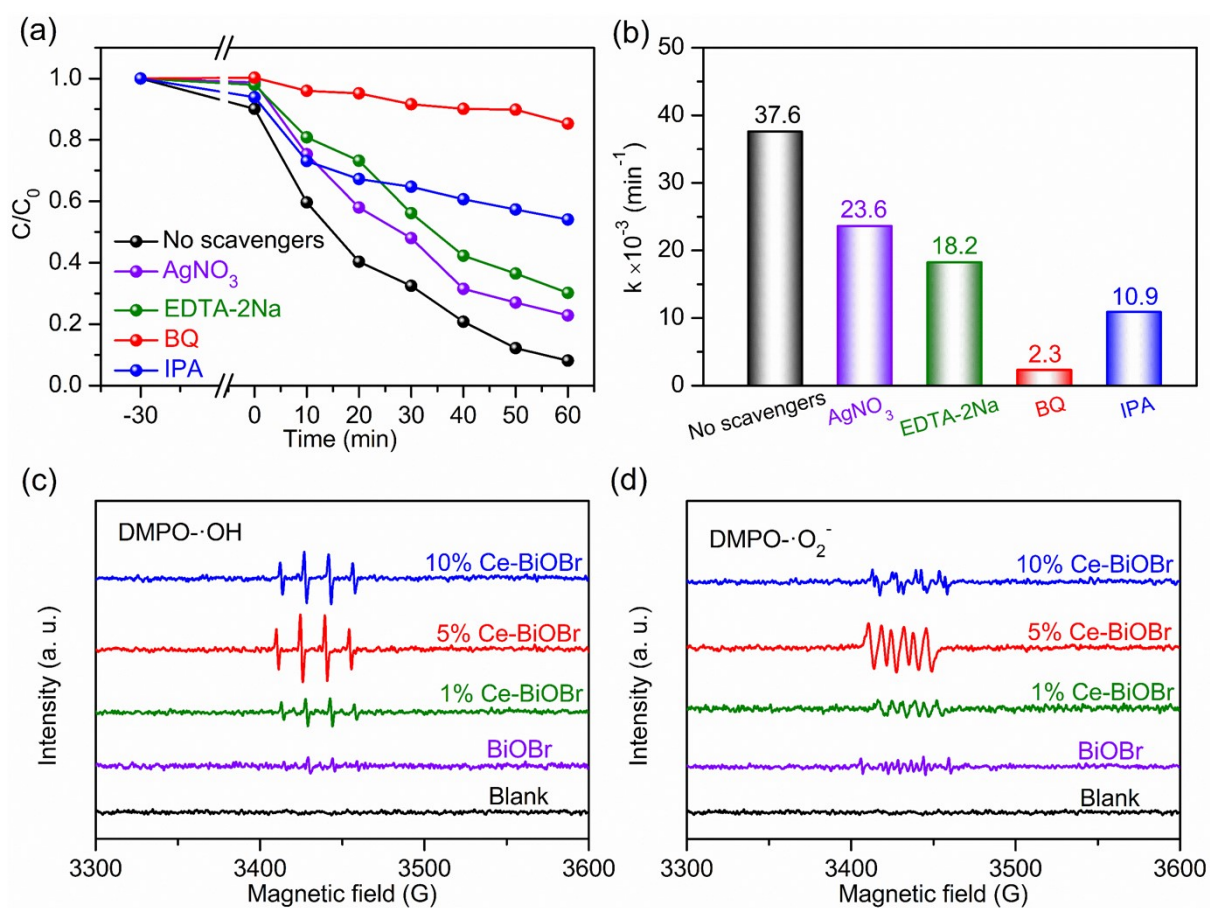 (a)
C/C0
1.0
0.8
0.6
0.4
0.2
0.0
No scavengers
AgNO3
EDTA-2Na
BQ
IPA
-30 0 10 20 30 40 50 60
Time (min)
(b)
k ×10-3 (min-1)
50
40
30
20
10
0
37.6
23.6
18.2
2.3
10.9
No scavengers
AgNO3
EDTA-2Na
BQ
IPA
(c)
Intensity (a. u.)
DMPO-·OH
10% Ce-BiOBr
5% Ce-BiOBr
1% Ce-BiOBr
BiOBr
Blank
3300 3400 3500 3600
Magnetic field (G)
(d)
Intensity (a. u.)
DMPO-·O2-
10% Ce-BiOBr
5% Ce-BiOBr
1% Ce-BiOBr
BiOBr
Blank
3300 3400 3500 3600
Magnetic field (G)